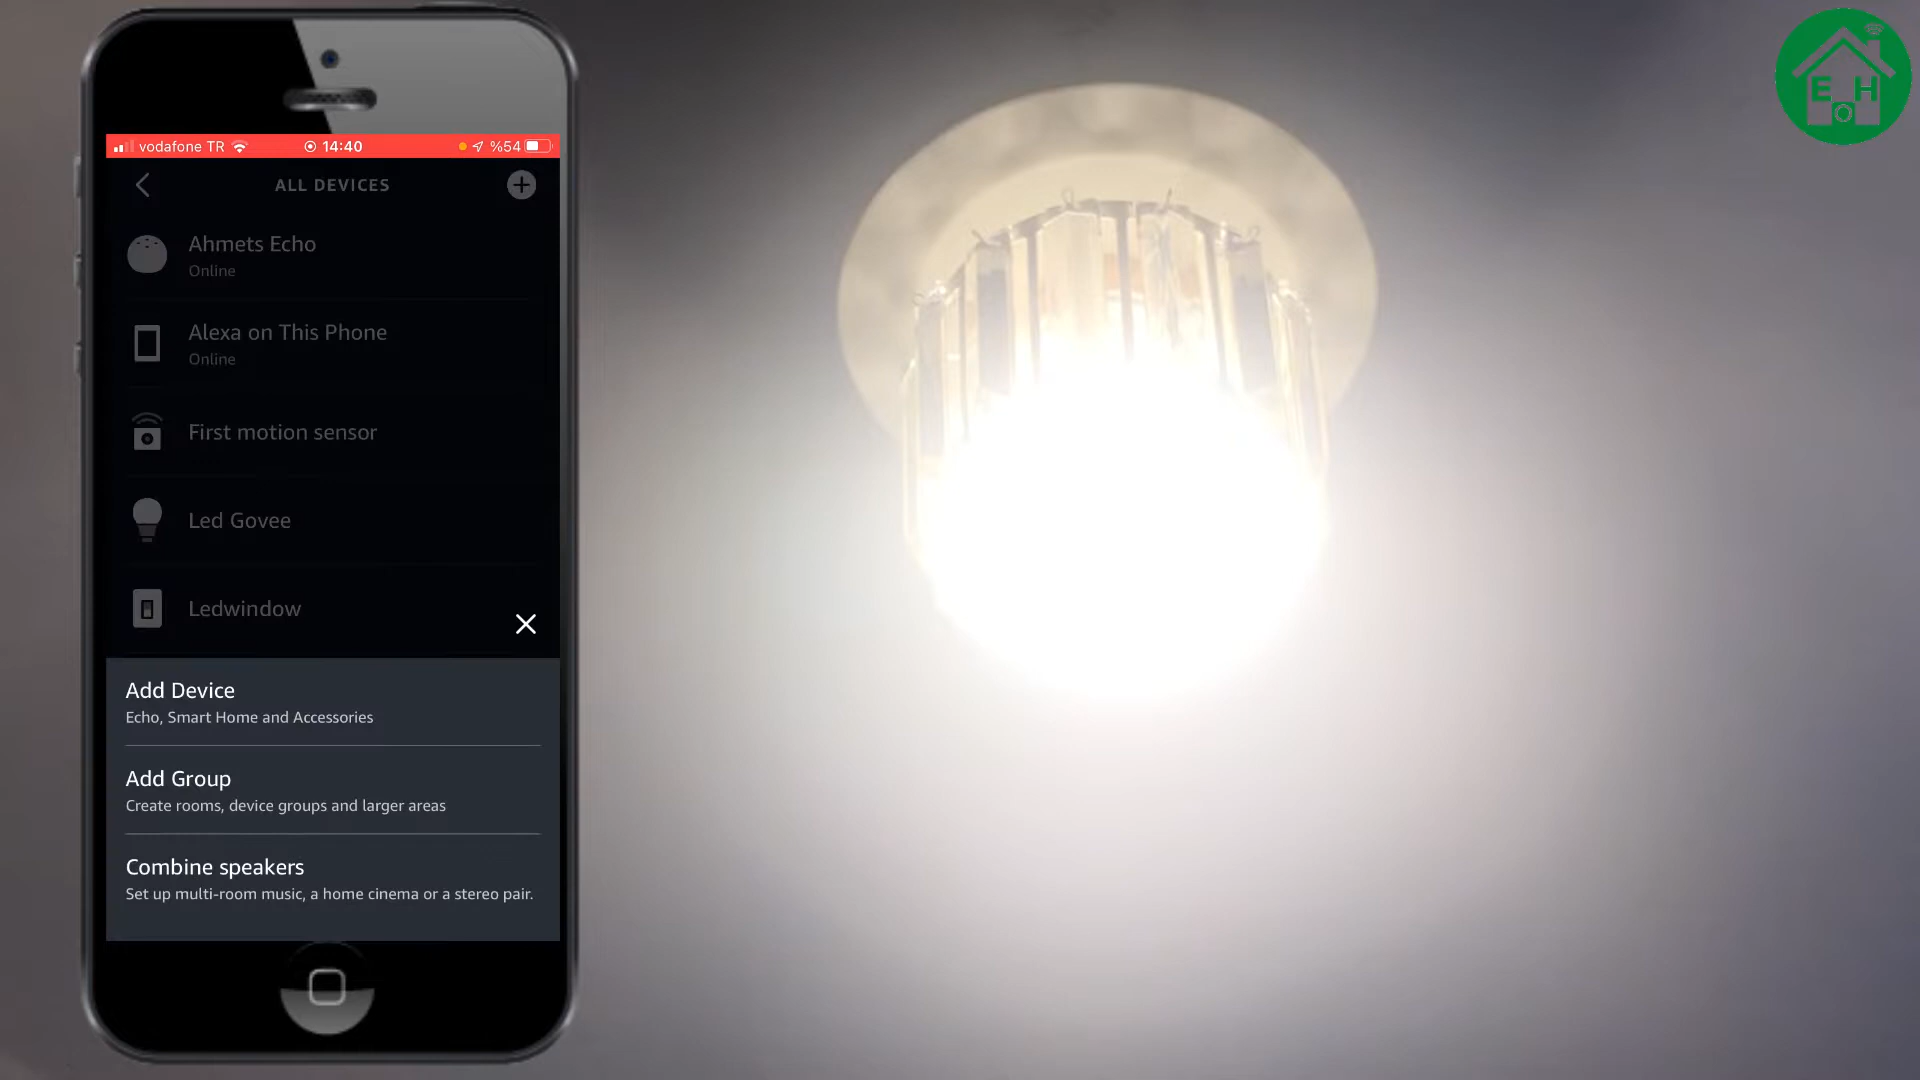 vodafone TR 14:40 %54
ALL DEVICES
Ahmets Echo
Online
Alexa on This Phone
Online
First motion sensor
Led Govee
Ledwindow
Add Device
Echo, Smart Home and Accessories
Add Group
Create rooms, device groups and larger areas
Combine speakers
Set up multi-room music, a home cinema or a stereo pair.
E H